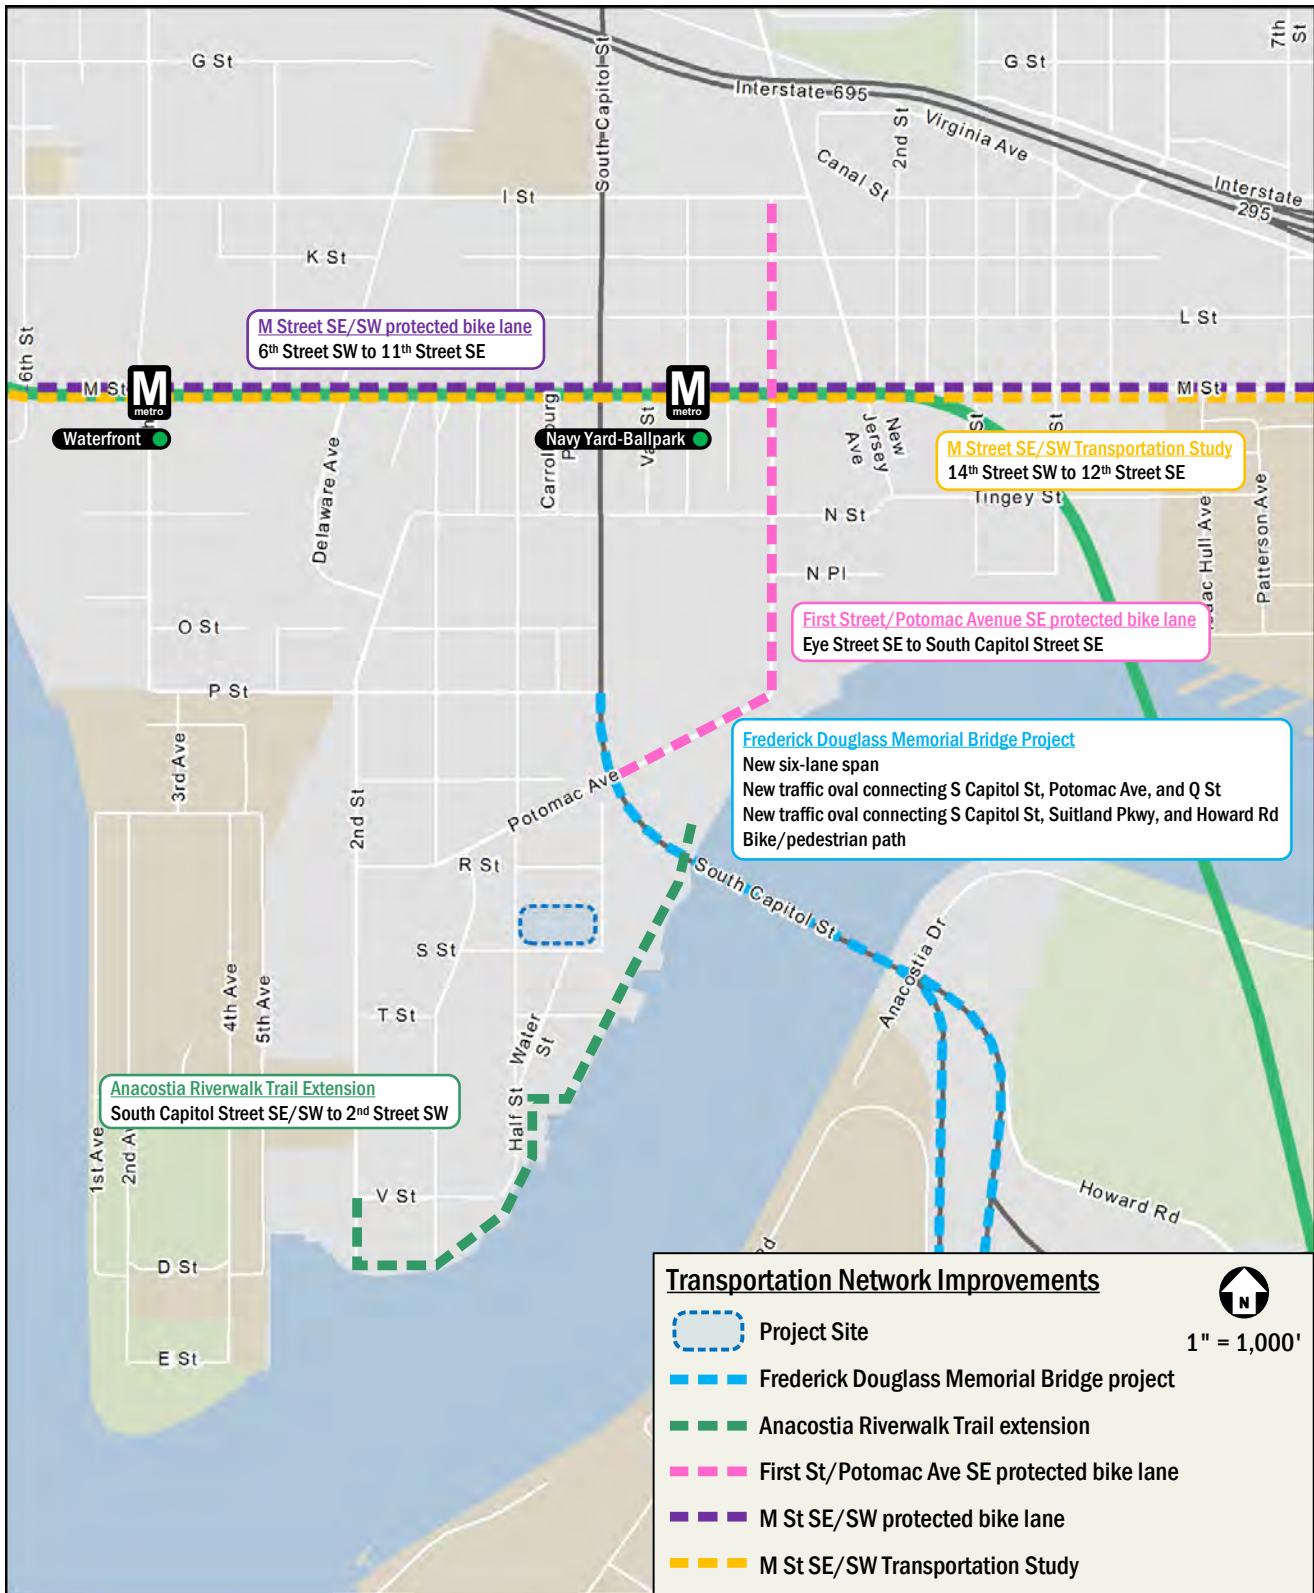 7th St
G St
G St
South Capitol St
Interstate 695
2nd St
Virginia Ave
Canal St
Interstate 295
I St
K St
M Street SE/SW protected bike lane
6th Street SW to 11th Street SE
L St
6th St
M St
M
metro
M
metro
M St
Waterfront
Navy Yard-Ballpark
New Jersey Ave
St
St
M Street SE/SW Transportation Study
14th Street SW to 12th Street SE
Delaware Ave
Tingey St
N St
Patterson Ave
N Pl
O St
First Street/Potomac Avenue SE protected bike lane
Eye Street SE to South Capitol Street SE
P St
3rd Ave
Frederick Douglass Memorial Bridge Project
New six-lane span
New traffic oval connecting S Capitol St, Potomac Ave, and Q St
New traffic oval connecting S Capitol St, Suitland Pkwy, and Howard Rd
Bike/pedestrian path
2nd St
Potomac Ave
R St
South Capitol St
S St
Anacostia Dr
4th Ave
5th Ave
T St
Water St
Anacostia Riverwalk Trail Extension
South Capitol Street SE/SW to 2nd Street SW
Half St
1st Ave
V St
Howard Rd
D St
E St
Transportation Network Improvements
N
1" = 1,000'
Project Site
Frederick Douglass Memorial Bridge project
Anacostia Riverwalk Trail extension
First St/Potomac Ave SE protected bike lane
M St SE/SW protected bike lane
M St SE/SW Transportation Study